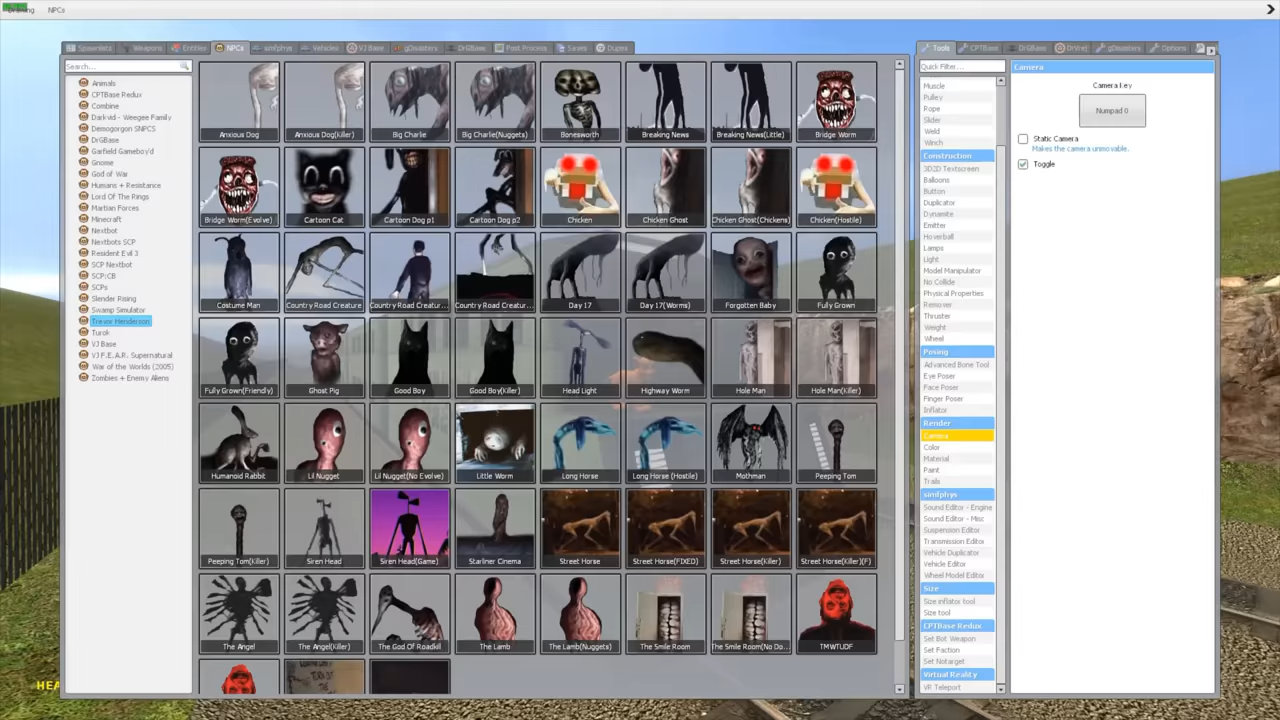 Drawing NPCs
Spawnlists Weapons Entities NPCs simfphys Vehicles VJ Base gDisasters DrGBase Post Process Saves Dupes
Search...
Animals
CPTBase Redux
Combine
Darkvid - Weegee Family
Demogorgon SNPCS
DrGBase
Garfield Gameboy'd
Gnome
God of War
Humans + Resistance
Lord Of The Rings
Martian Forces
Minecraft
Nextbot
Nextbots SCP
Resident Evil 3
SCP Nextbot
SCP:CB
SCPs
Slender Rising
Swamp Simulator
Trevor Henderson
Turok
VJ Base
VJ F.E.A.R. Supernatural
War of the Worlds (2005)
Zombies + Enemy Aliens
Anxious Dog Anxious Dog(Killer) Big Charlie Big Charlie(Nuggets) Bonesworth Breaking News Breaking News(Little) Bridge Worm
Bridge Worm(Evolve) Cartoon Cat Cartoon Dog p1 Cartoon Dog p2 Chicken Chicken Ghost Chicken Ghost(Chickens) Chicken(Hostile)
Costume Man Country Road Creature Country Road Creatur... Country Road Creatur... Day 17 Day 17(Worms) Forgotten Baby Fully Grown
Fully Grown(Friendly) Ghost Pig Good Boy Good Boy(Killer) Head Light Highway Worm Hole Man Hole Man(Killer)
Humanoid Rabbit Lil Nugget Lil Nugget(No Evolve) Little Worm Long Horse Long Horse (Hostile) Mothman Peeping Tom
Peeping Tom(Killer) Siren Head Siren Head(Game) Starliner Cinema Street Horse Street Horse(FIXED) Street Horse(Killer) Street Horse(Killer)(F)
The Angel The Angel(Killer) The God Of Roadkill The Lamb The Lamb(Nuggets) The Smile Room The Smile Room(No Do... TMWTUDF
HEA
Tools CPTBase DrGBase DrVrej gDisasters Options
Quick Filter...
Muscle
Pulley
Rope
Slider
Weld
Winch
Construction
3D2D Textscreen
Balloons
Button
Duplicator
Dynamite
Emitter
Hoverball
Lamps
Light
Model Manipulator
No Collide
Physical Properties
Remover
Thruster
Weight
Wheel
Posing
Advanced Bone Tool
Eye Poser
Face Poser
Finger Poser
Inflator
Render
Camera
Color
Material
Paint
Trails
simfphys
Sound Editor - Engine
Sound Editor - Misc
Suspension Editor
Transmission Editor
Vehicle Duplicator
Vehicle Editor
Wheel Model Editor
Size
Size inflator tool
Size tool
CPTBase Redux
Set Bot Weapon
Set Faction
Set Notarget
Virtual Reality
VR Teleport
Camera
Camera Key
Numpad 0
Static Camera
Makes the camera unmovable.
Toggle